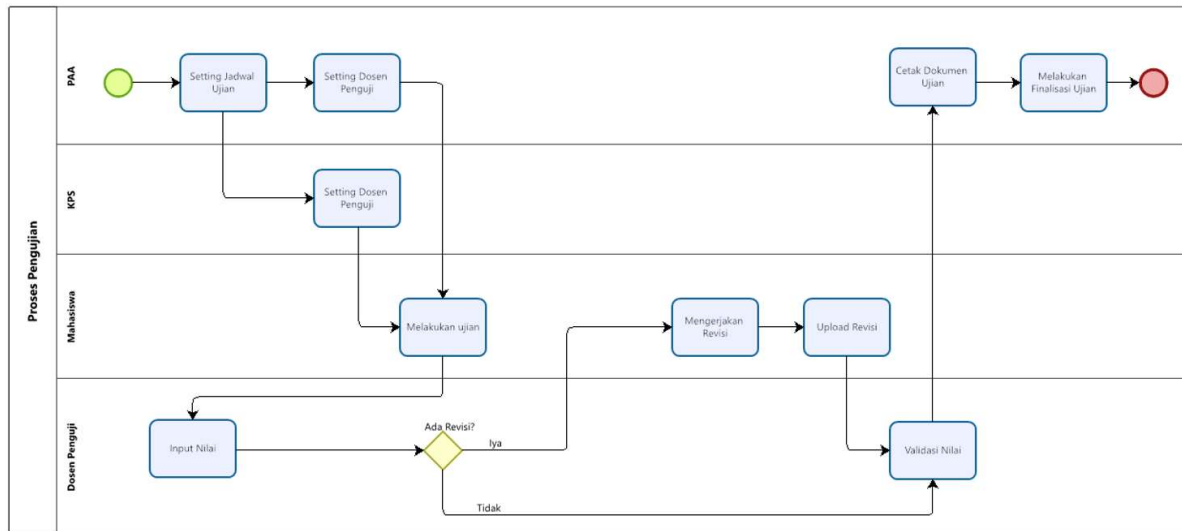 Proses Pengujian
PAA
Setting Jadwal
Ujian
Setting Dosen
Penguji
Cetak Dokumen
Ujian
Melakukan
Finalisasi Ujian
KPS
Setting Dosen
Penguji
Mahasiswa
Melakukan ujian
Mengerjakan
Revisi
Upload Revisi
Dosen Penguji
Input Nilai
Ada Revisi?
Iya
Tidak
Validasi Nilai